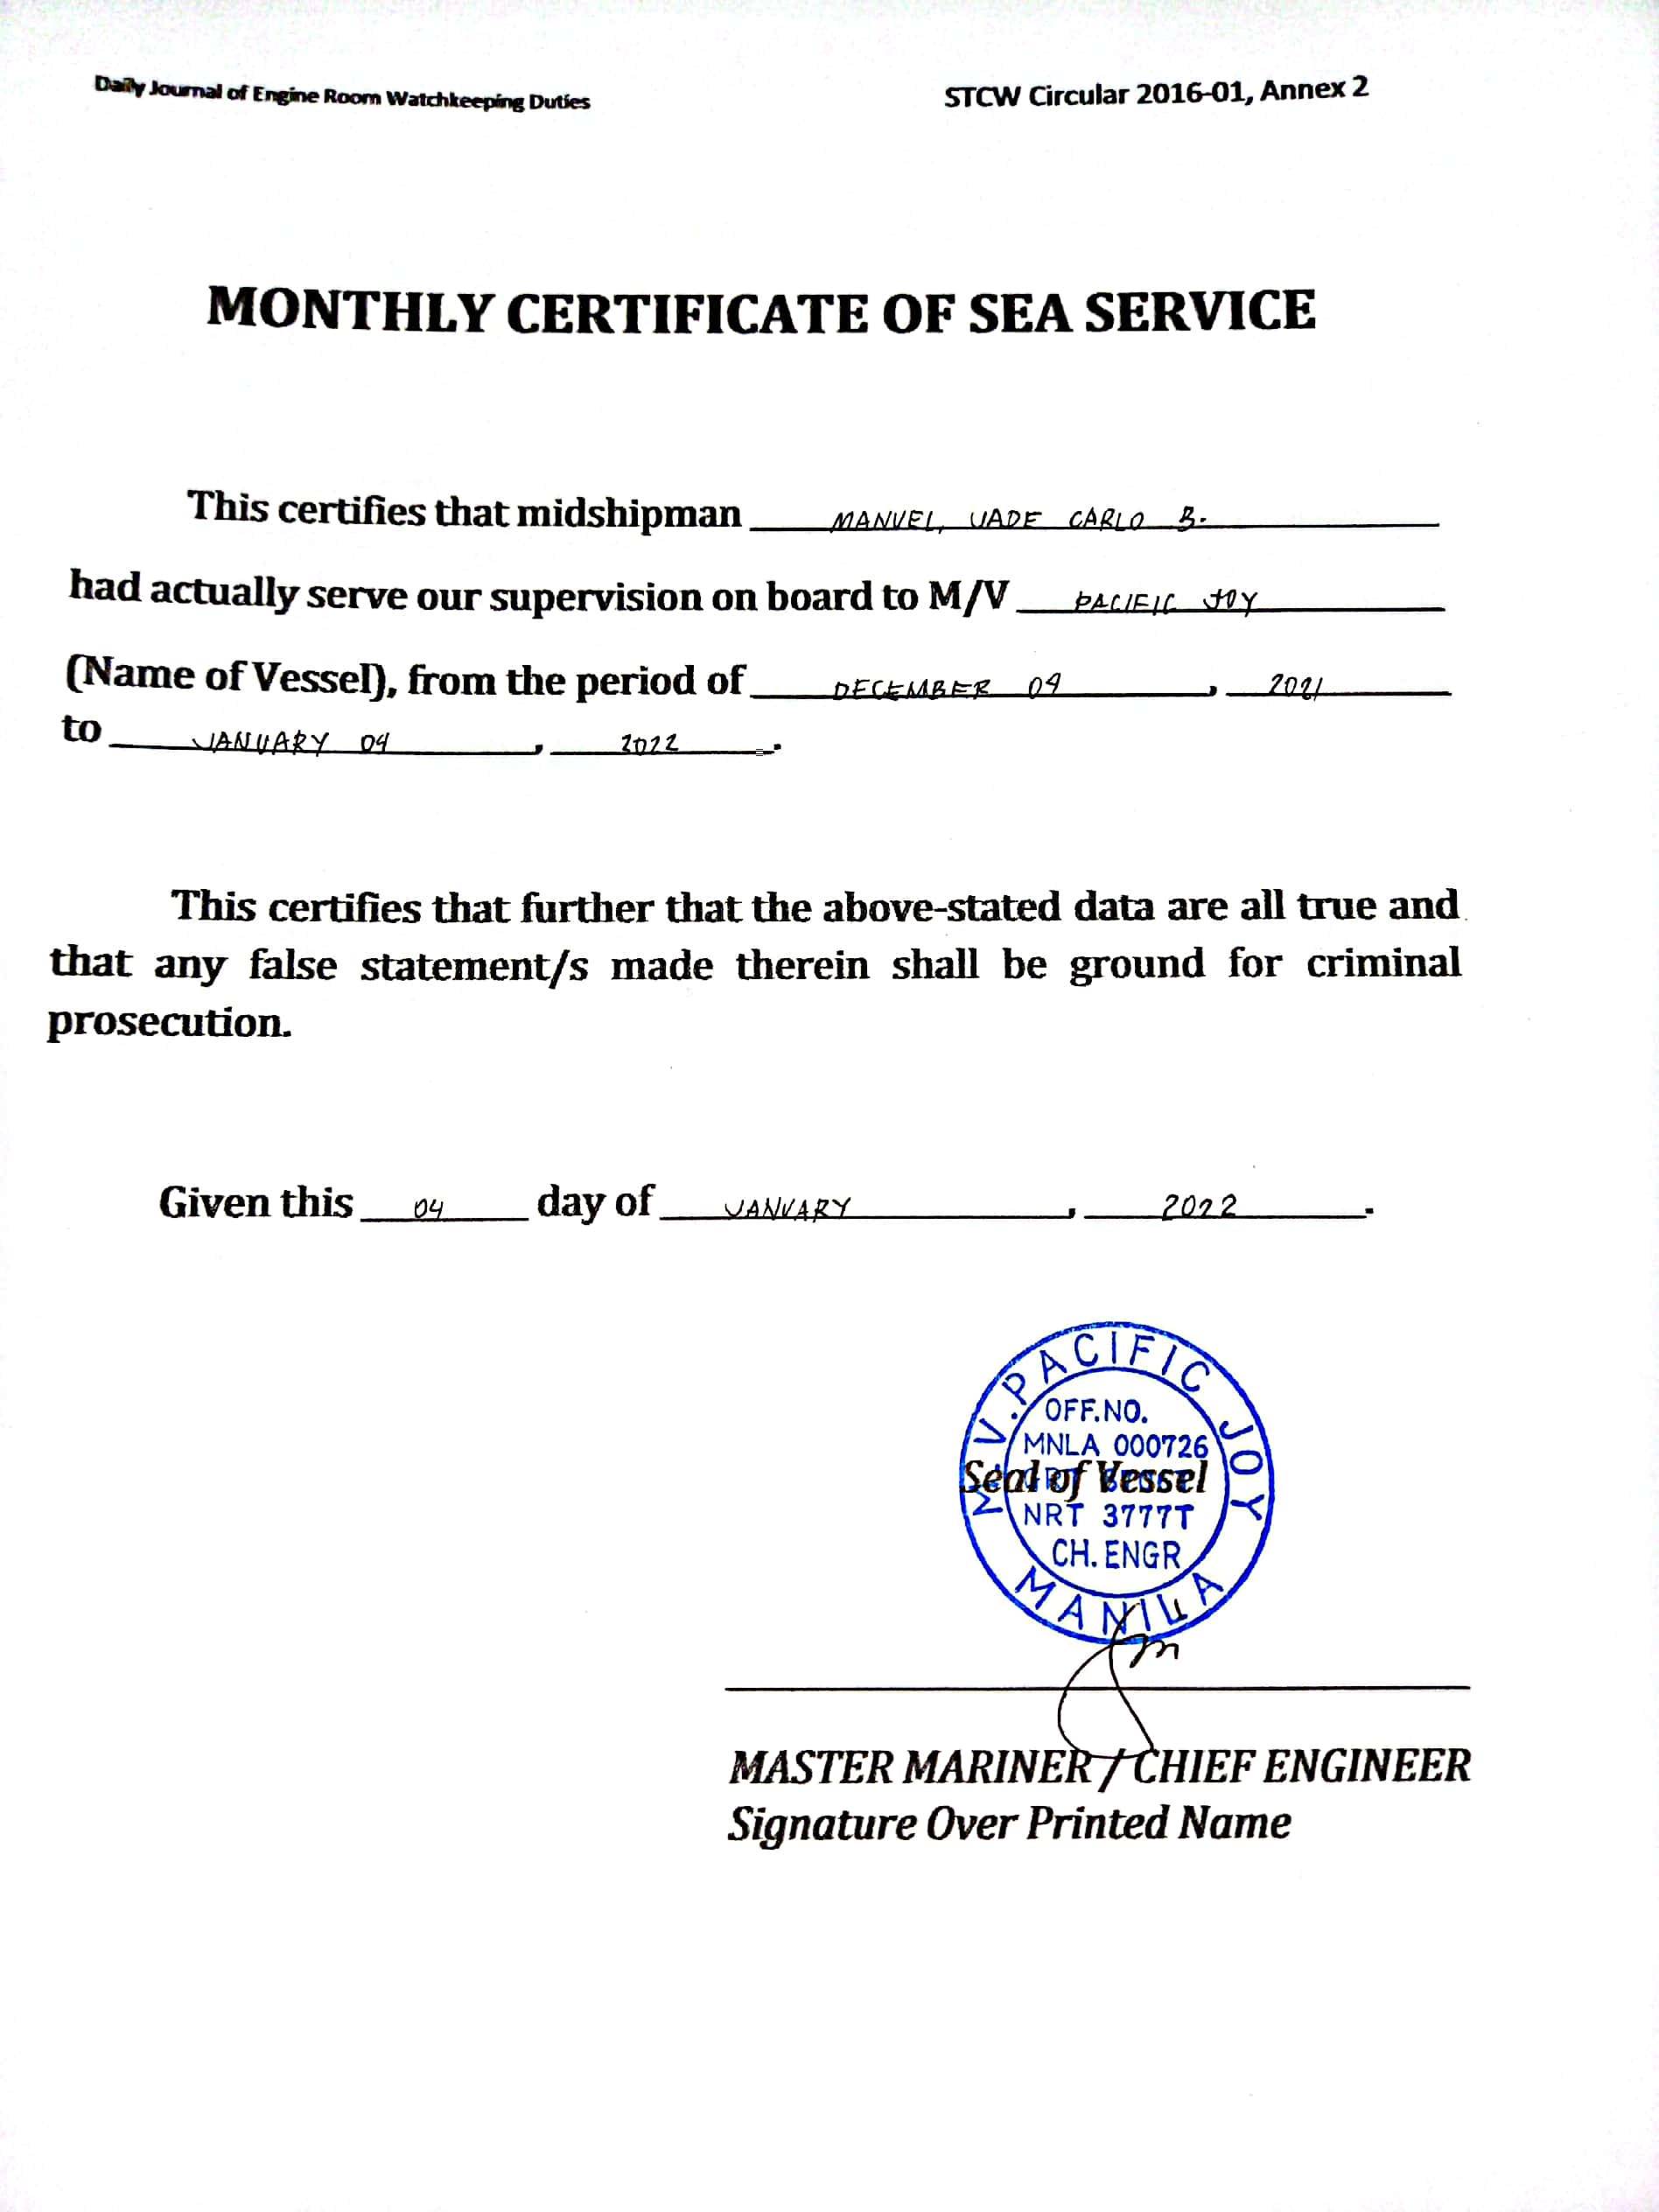 Daily Journal of Engine Room Watchkeeping Duties
STCW Circular 2016-01, Annex 2
MONTHLY CERTIFICATE OF SEA SERVICE
This certifies that midshipman MANUEL, JADE CARLO B.
had actually serve our supervision on board to M/V PACIFIC JOY
(Name of Vessel), from the period of DECEMBER 04, 2021
to JANUARY 04, 2022.
This certifies that further that the above-stated data are all true and
that any false statement/s made therein shall be ground for criminal
prosecution.
Given this 04 day of JANUARY, 2022.
M.V. PACIFIC JOY
OFF.NO.
MNLA 000726
Seal of Vessel
NRT 3777T
CH. ENGR
MANILA
MASTER MARINER / CHIEF ENGINEER
Signature Over Printed Name